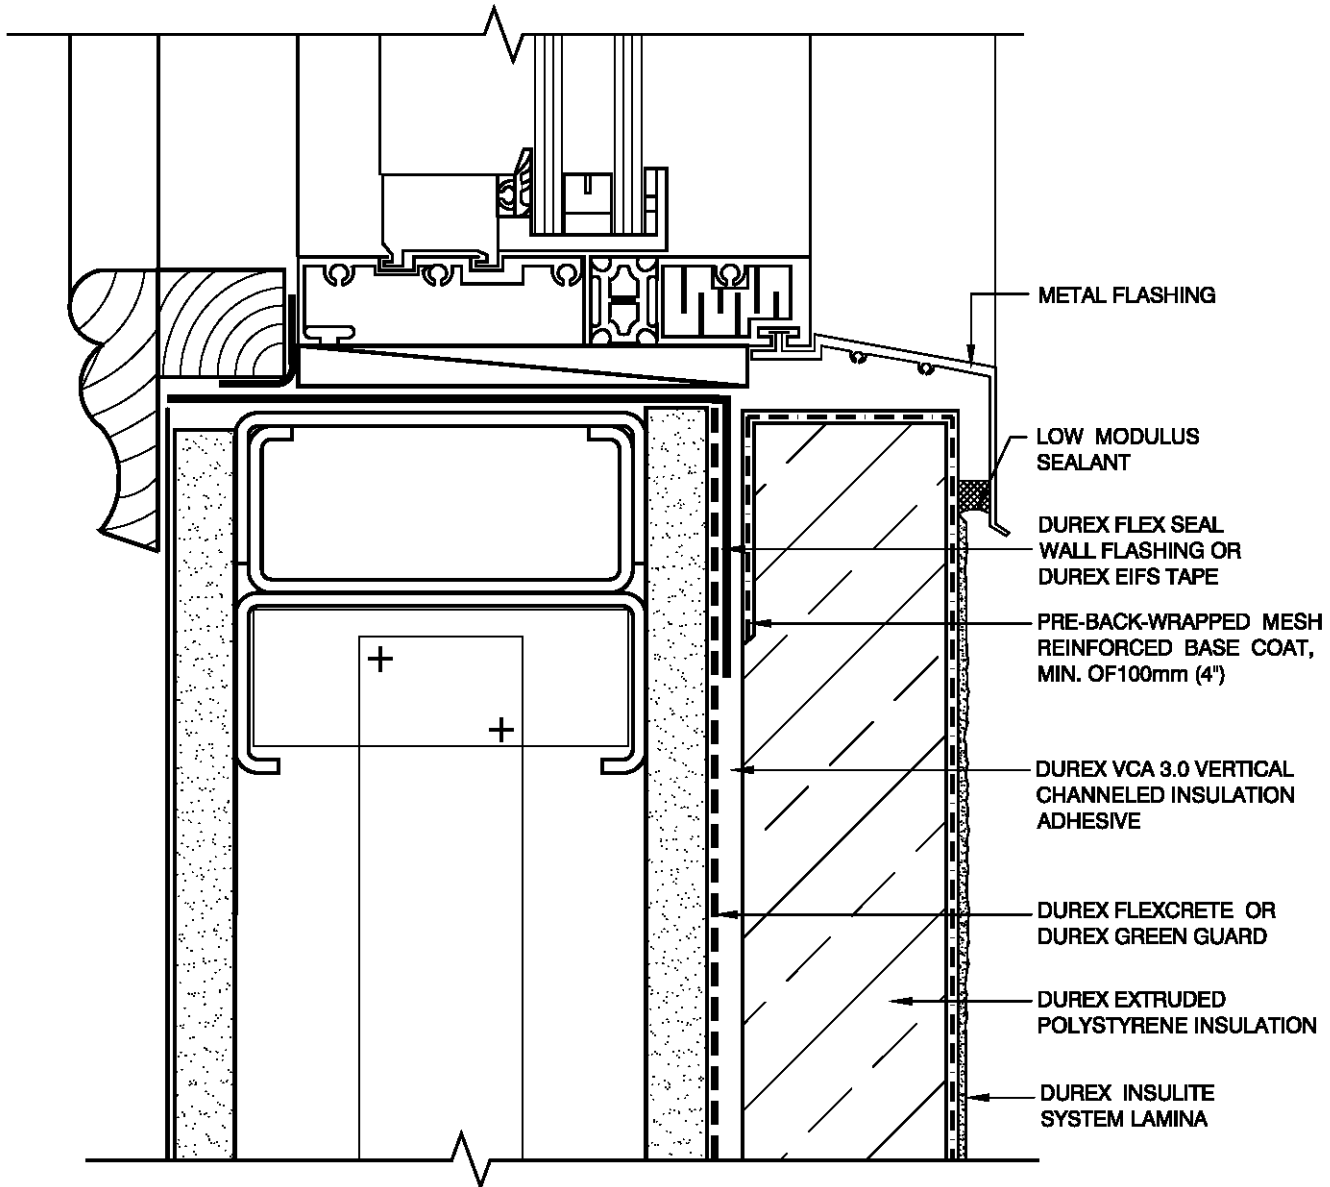 METAL FLASHING
LOW MODULUS
SEALANT
DUREX FLEX SEAL
WALL FLASHING OR
DUREX EIFS TAPE
PRE-BACK-WRAPPED MESH
REINFORCED BASE COAT,
MIN. OF100mm (4")
DUREX VCA 3.0 VERTICAL
CHANNELED INSULATION
ADHESIVE
DUREX FLEXCRETE OR
DUREX GREEN GUARD
DUREX EXTRUDED
POLYSTYRENE INSULATION
DUREX INSULITE
SYSTEM LAMINA